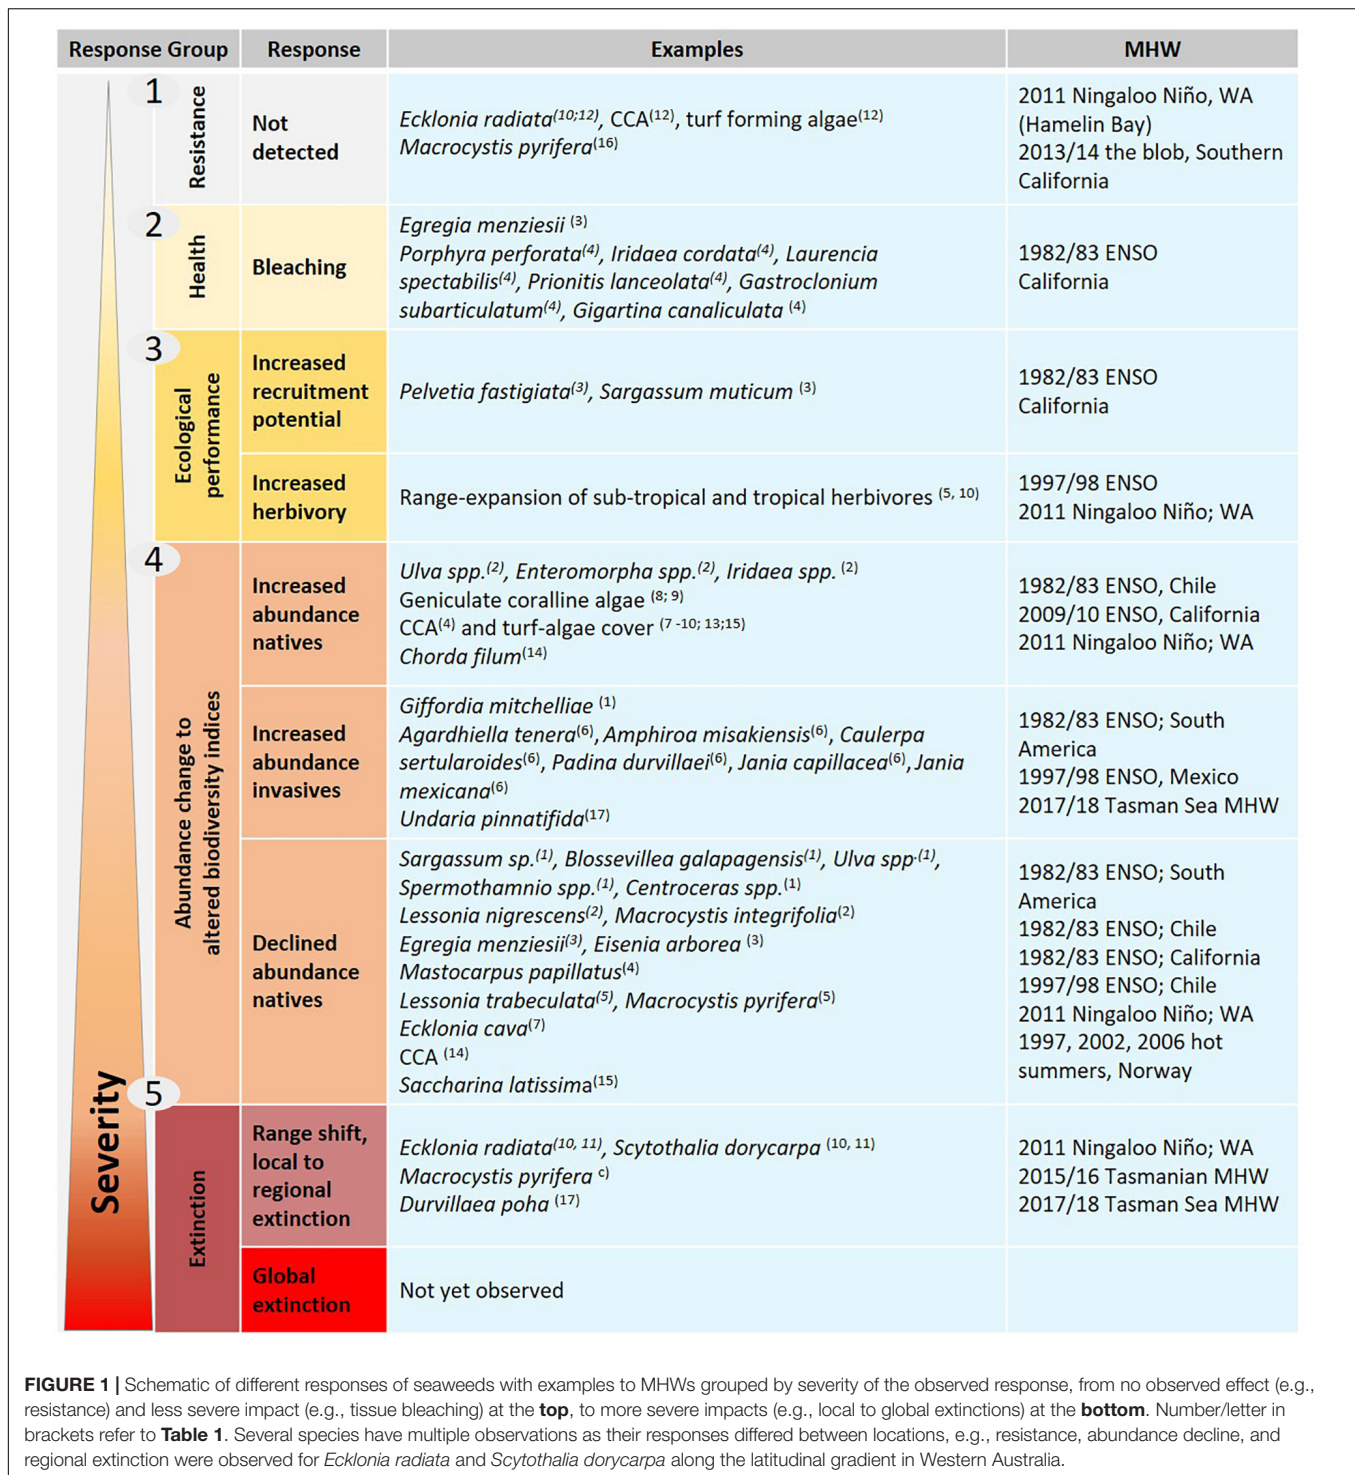 Response Group Response Examples MHW
1
Resistance
Not
detected
Ecklonia radiata(10;12), CCA(12), turf forming algae(12)
Macrocystis pyrifera(16)
2011 Ningaloo Niño, WA
(Hamelin Bay)
2013/14 the blob, Southern
California
2
Health
Bleaching
Egregia menziesii (3)
Porphyra perforata(4), Iridaea cordata(4), Laurencia
spectabilis(4), Prionitis lanceolata(4), Gastroclonium
subarticulatum(4), Gigartina canaliculata (4)
1982/83 ENSO
California
3
Ecological
performance
Increased
recruitment
potential
Pelvetia fastigiata(3), Sargassum muticum (3)
1982/83 ENSO
California
Increased
herbivory
Range-expansion of sub-tropical and tropical herbivores (5, 10)
1997/98 ENSO
2011 Ningaloo Niño; WA
4
Abundance change to
altered biodiversity indices
Increased
abundance
natives
Ulva spp.(2), Enteromorpha spp.(2), Iridaea spp. (2)
Geniculate coralline algae (8; 9)
CCA(4) and turf-algae cover (7 -10; 13;15)
Chorda filum(14)
1982/83 ENSO, Chile
2009/10 ENSO, California
2011 Ningaloo Niño; WA
Increased
abundance
invasives
Giffordia mitchelliae (1)
Agardhiella tenera(6), Amphiroa misakiensis(6), Caulerpa
sertularoides(6), Padina durvillaei(6), Jania capillacea(6), Jania
mexicana(6)
Undaria pinnatifida(17)
1982/83 ENSO; South
America
1997/98 ENSO, Mexico
2017/18 Tasman Sea MHW
Declined
abundance
natives
Sargassum sp.(1), Blossevillea galapagensis(1), Ulva spp.(1),
Spermothamnio spp.(1), Centroceras spp.(1)
Lessonia nigrescens(2), Macrocystis integrifolia(2)
Egregia menziesii(3), Eisenia arborea (3)
Mastocarpus papillatus(4)
Lessonia trabeculata(5), Macrocystis pyrifera(5)
Ecklonia cava(7)
CCA (14)
Saccharina latissima(15)
1982/83 ENSO; South
America
1982/83 ENSO; Chile
1982/83 ENSO; California
1997/98 ENSO; Chile
2011 Ningaloo Niño; WA
1997, 2002, 2006 hot
summers, Norway
Severity
5
Extinction
Range shift,
local to
regional
extinction
Ecklonia radiata(10, 11), Scytothalia dorycarpa (10, 11)
Macrocystis pyrifera c)
Durvillaea poha (17)
2011 Ningaloo Niño; WA
2015/16 Tasmanian MHW
2017/18 Tasman Sea MHW
Global
extinction
Not yet observed
FIGURE 1 | Schematic of different responses of seaweeds with examples to MHWs grouped by severity of the observed response, from no observed effect (e.g.,
resistance) and less severe impact (e.g., tissue bleaching) at the top, to more severe impacts (e.g., local to global extinctions) at the bottom. Number/letter in
brackets refer to Table 1. Several species have multiple observations as their responses differed between locations, e.g., resistance, abundance decline, and
regional extinction were observed for Ecklonia radiata and Scytothalia dorycarpa along the latitudinal gradient in Western Australia.